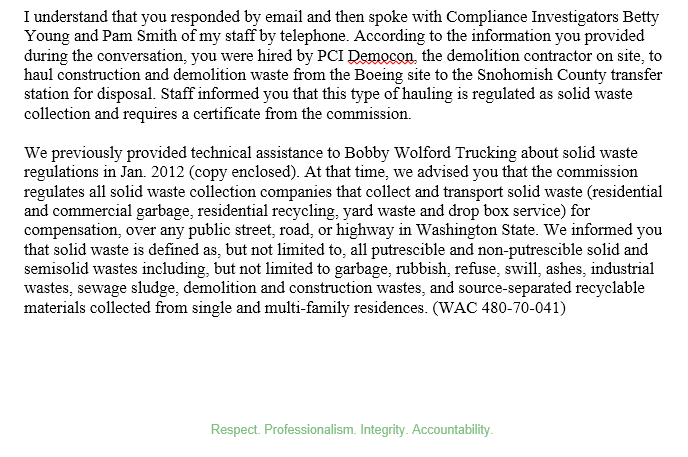 I understand that you responded by email and then spoke with Compliance Investigators Betty
Young and Pam Smith of my staff by telephone. According to the information you provided
during the conversation, you were hired by PCI Democon, the demolition contractor on site, to
haul construction and demolition waste from the Boeing site to the Snohomish County transfer
station for disposal. Staff informed you that this type of hauling is regulated as solid waste
collection and requires a certificate from the commission.
We previously provided technical assistance to Bobby Wolford Trucking about solid waste
regulations in Jan. 2012 (copy enclosed). At that time, we advised you that the commission
regulates all solid waste collection companies that collect and transport solid waste (residential
and commercial garbage, residential recycling, yard waste and drop box service) for
compensation, over any public street, road, or highway in Washington State. We informed you
that solid waste is defined as, but not limited to, all putrescible and non-putrescible solid and
semisolid wastes including, but not limited to garbage, rubbish, refuse, swill, ashes, industrial
wastes, sewage sludge, demolition and construction wastes, and source-separated recyclable
materials collected from single and multi-family residences. (WAC 480-70-041)
Respect. Professionalism. Integrity. Accountability.